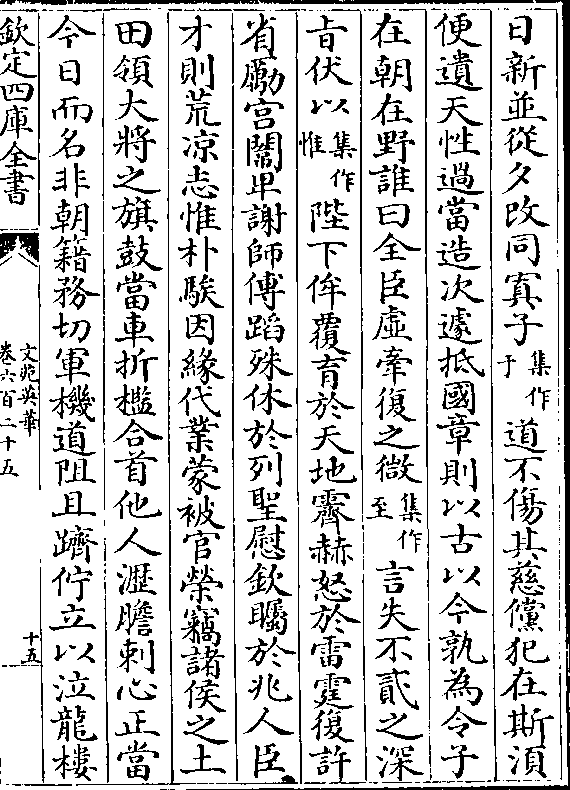 日新並從夕改同寘子集作于道不傷其慈儻犯在斯湏
便遺天性過當造次遽抵國章則以古以今孰為令子
在朝在野誰曰全臣虛牽復之微集作至言失不貳之深
㫖伏以集作惟陛下侔覆育於天地霽赫怒於雷霆復許
省勵宫闈卑謝師傅蹈殊休於列聖慰欽矚於兆人臣
才則荒凉志惟朴騃因緣代業蒙被官榮竊諸侯之土
田領大將之旗鼓當車折檻合首他人瀝膽刺心正當
今日而名非朝籍務切軍機道阻且躋佇立以泣龍樓
欽定四庫全書
文苑英華
卷六百二十五
十五